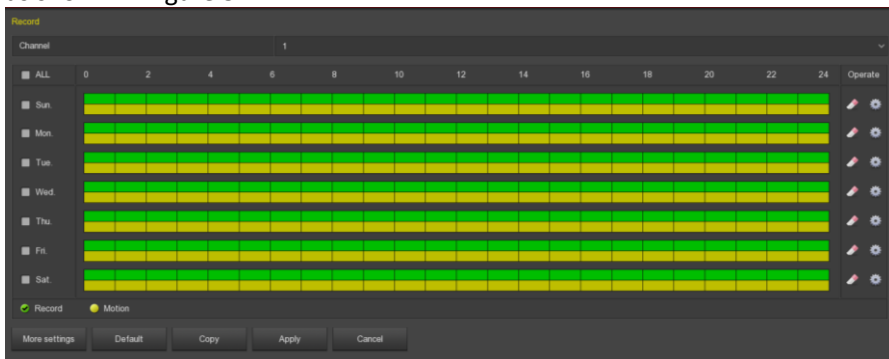 Record
Channel 1
ALL 0 2 4 6 8 10 12 14 16 18 20 22 24 Operate
Sun.
Mon.
Tue.
Wed.
Thu.
Fri.
Sat.
Record Motion
More settings Default Copy Apply Cancel